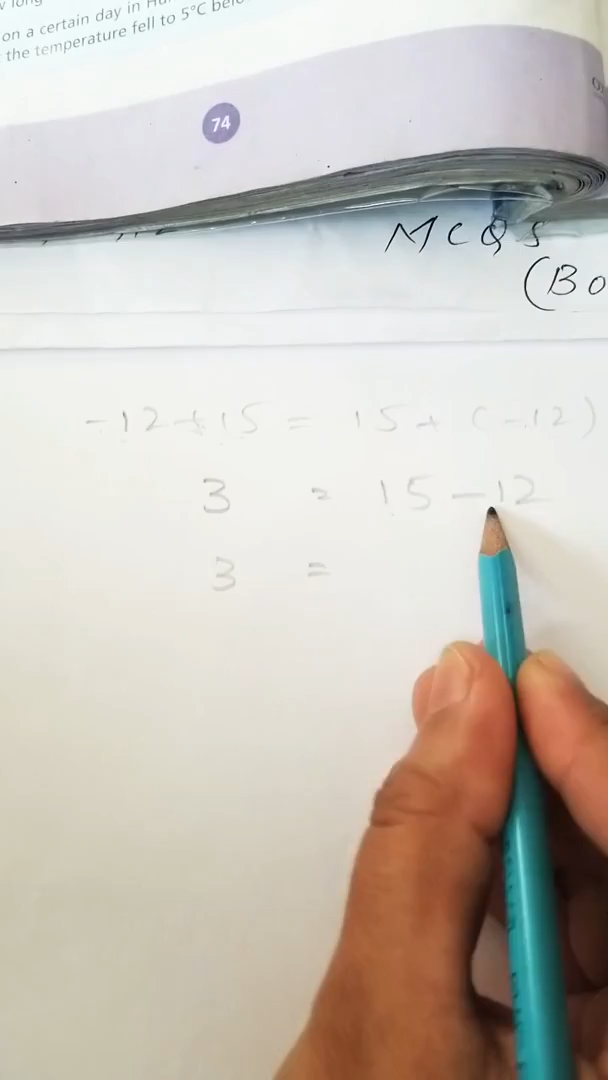 on a certain day in
the temperature fell to 5°C
74
MCQS
(Bo
-12+15 = 15+(-12)
3 = 15-12
3 =